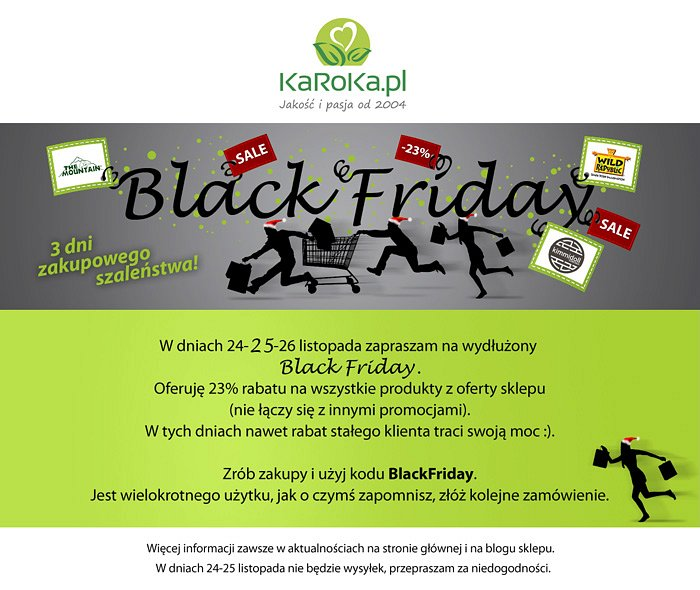 KaRoKa.pl
Jakość i pasja od 2004
THE MOUNTAIN
SALE
-23%
WILD REPUBLIC
Black Friday
SALE
kimmidoll
3 dni
zakupowego
szaleństwa!
W dniach 24-25-26 listopada zapraszam na wydłużony
Black Friday.
Oferuję 23% rabatu na wszystkie produkty z oferty sklepu
(nie łączy się z innymi promocjami).
W tych dniach nawet rabat stałego klienta traci swoją moc :).
Zrób zakupy i użyj kodu BlackFriday.
Jest wielokrotnego użytku, jak o czymś zapomnisz, złóż kolejne zamówienie.
Więcej informacji zawsze w aktualnościach na stronie głównej i na blogu sklepu.
W dniach 24-25 listopada nie będzie wysyłek, przepraszam za niedogodności.